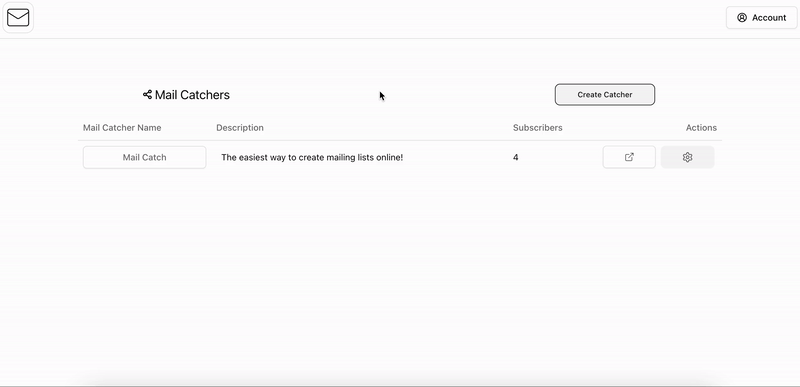 Account
Mail Catchers
Create Catcher
Mail Catcher Name Description Subscribers Actions
Mail Catch The easiest way to create mailing lists online! 4